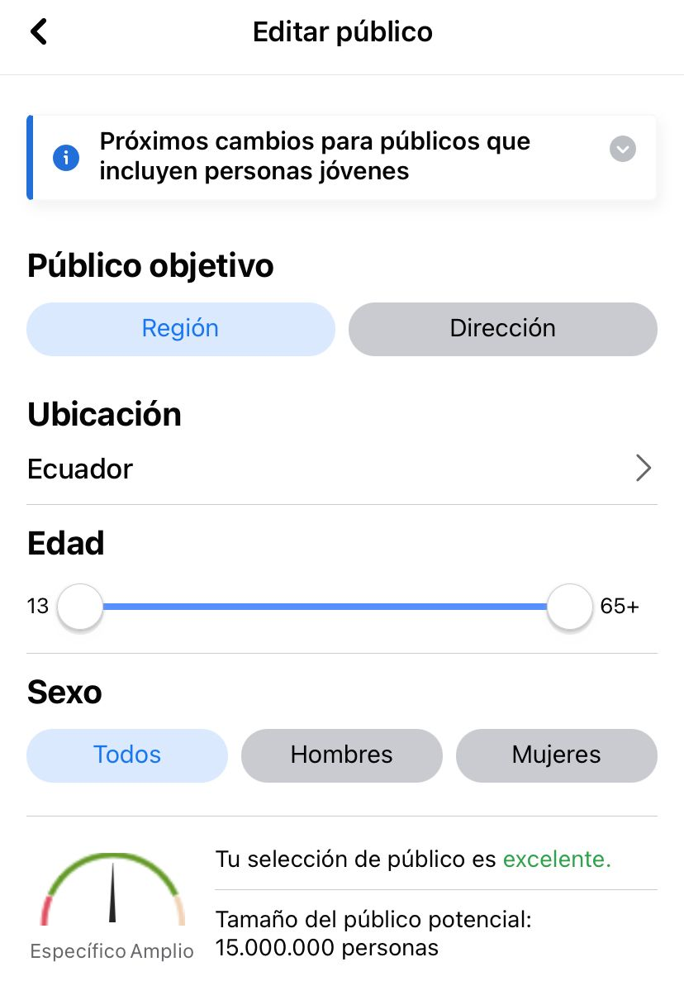 Editar público
Próximos cambios para públicos que
incluyen personas jóvenes
Público objetivo
Región
Dirección
Ubicación
Ecuador
Edad
13
65+
Sexo
Todos
Hombres
Mujeres
Tu selección de público es excelente.
Tamaño del público potencial:
15.000.000 personas
Específico Amplio